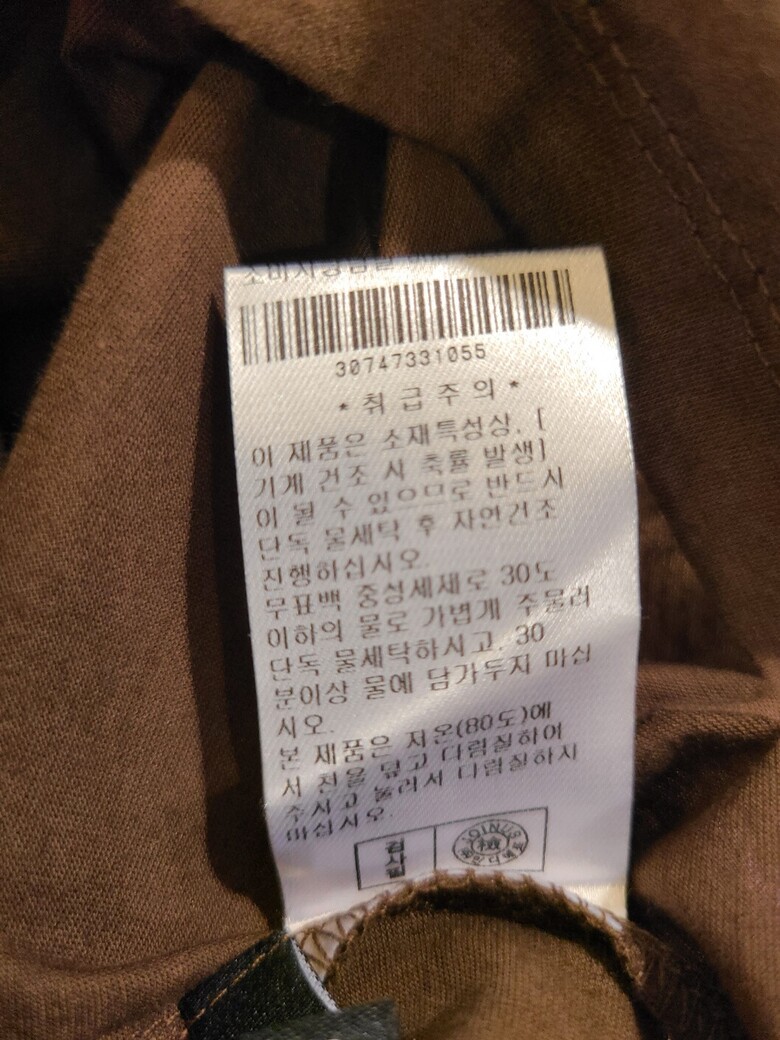 30747331055
* 취 급 주 의 *
이 제품은 소재특성상, [
기계 건조 시 축률 발생]
이 될 수 있으므로 반드시
단독 물세탁 후 자연건조
진행하십시오.
무표백 중성세제로 30도
이하의 물로 가볍게 주물러
단독 물세탁하시고, 30
분이상 물에 담가두지 마십
시오.
본 제품은 저온(80도)에
서 천을 덮고 다림질하여
주시고 눌러서 다림질하지
마십시오.
검사필
JOINUS
檢